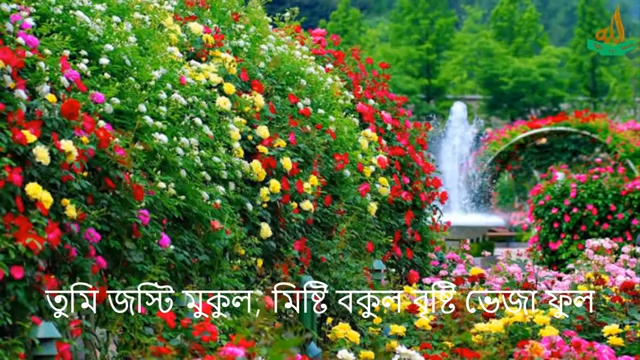 তুমি জস্টি মুকুল, মিষ্টি বকুল বৃষ্টি ভেজা ফুল